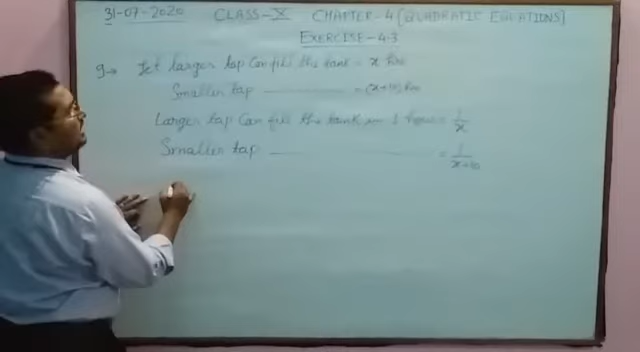 31-07-2020 CLASS-X CHAPTER-4 (QUADRATIC EQUATIONS)
EXERCISE-4.3
9→ Let larger tap can fill the tank = x hrs
Smaller tap ——— = (x+10) hrs
Larger tap can fill the tank in 1 hour = 1/x
Smaller tap ——— = 1/x+10